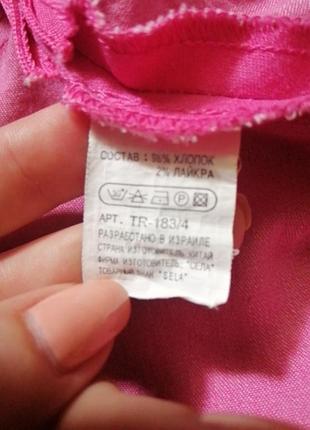 СОСТАВ : 98% ХЛОПОК
2% ЛАЙКРА
АРТ. TR-183/4
РАЗРАБОТАНО В ИЗРАИЛЕ
СТРАНА ИЗГОТОВИТЕЛЬ: КИТАЙ
ФИРМА ИЗГОТОВИТЕЛЬ: "СЕЛА"
ТОВАРНЫЙ ЗНАК "SELA"